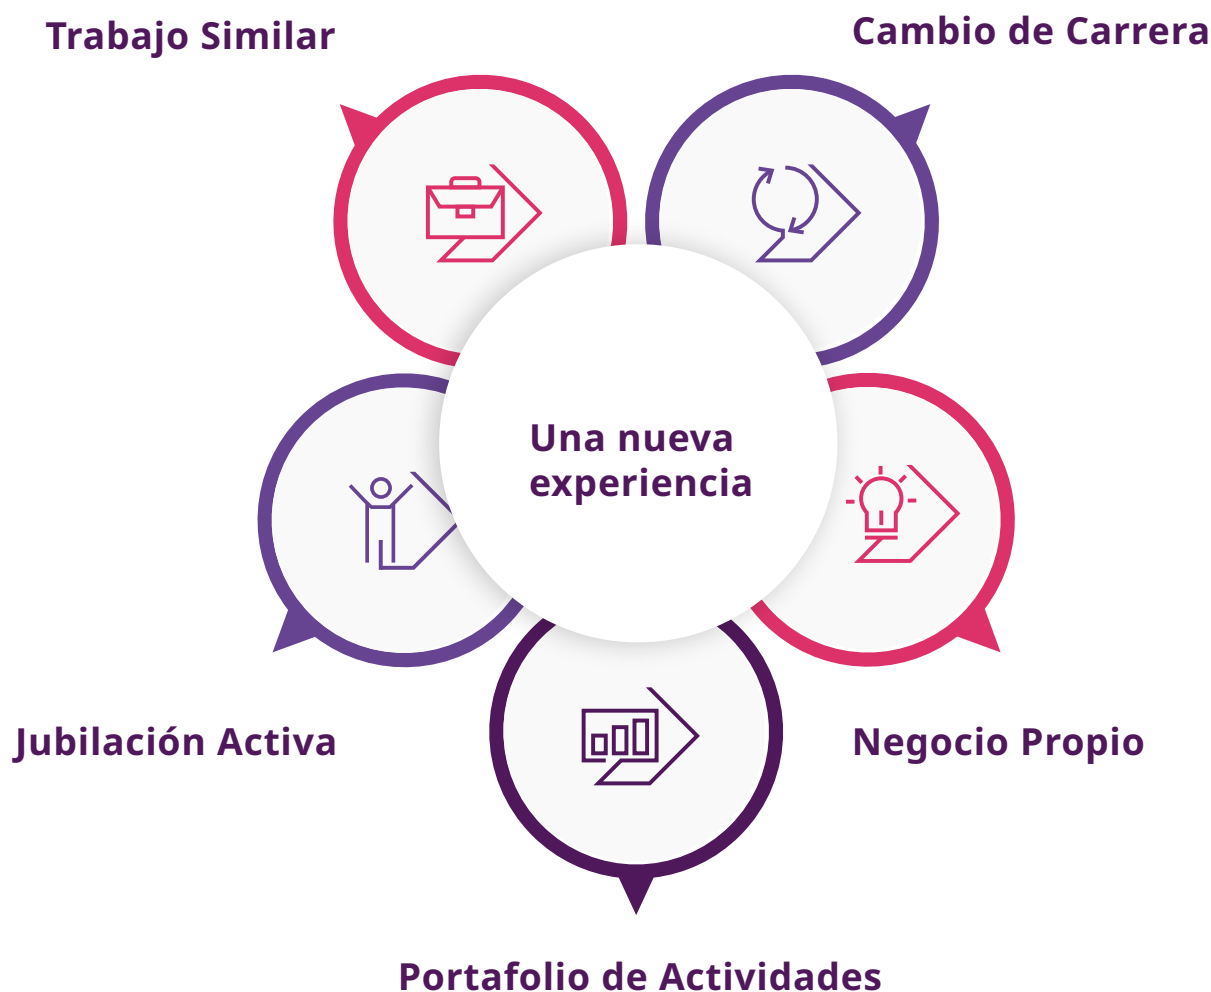 Trabajo Similar
Cambio de Carrera
Una nueva
experiencia
Jubilación Activa
Negocio Propio
Portafolio de Actividades